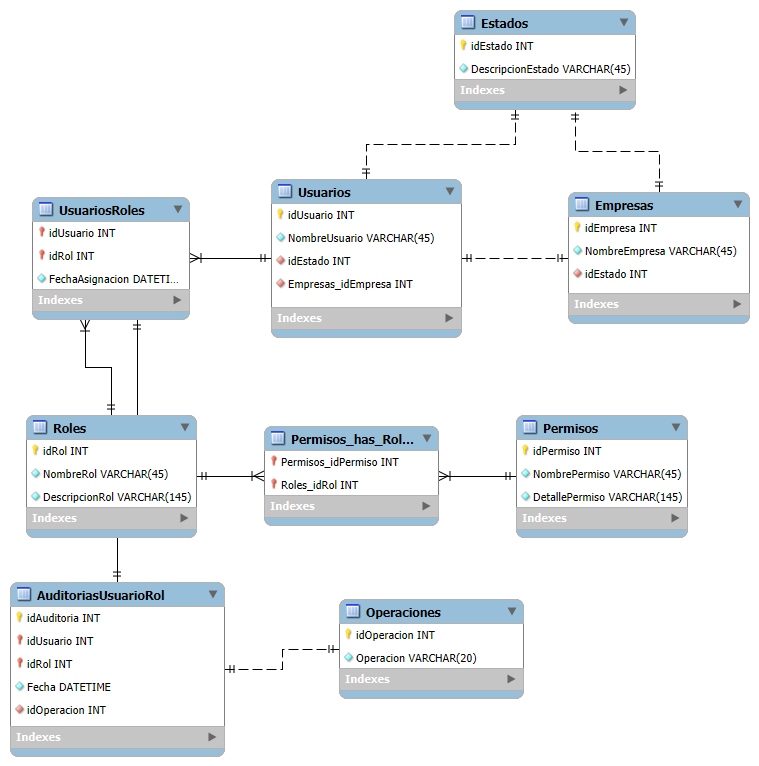 Estados
idEstado INT
DescripcionEstado VARCHAR(45)
Indexes
UsuariosRoles
idUsuario INT
idRol INT
FechaAsignacion DATETI...
Indexes
Usuarios
idUsuario INT
NombreUsuario VARCHAR(45)
idEstado INT
Empresas_idEmpresa INT
Indexes
Empresas
idEmpresa INT
NombreEmpresa VARCHAR(45)
idEstado INT
Indexes
Roles
idRol INT
NombreRol VARCHAR(45)
DescripcionRol VARCHAR(145)
Indexes
Permisos_has_Rol...
Permisos_idPermiso INT
Roles_idRol INT
Indexes
Permisos
idPermiso INT
NombrePermiso VARCHAR(45)
DetallePermiso VARCHAR(145)
Indexes
AuditoriasUsuarioRol
idAuditoria INT
idUsuario INT
idRol INT
Fecha DATETIME
idOperacion INT
Indexes
Operaciones
idOperacion INT
Operacion VARCHAR(20)
Indexes